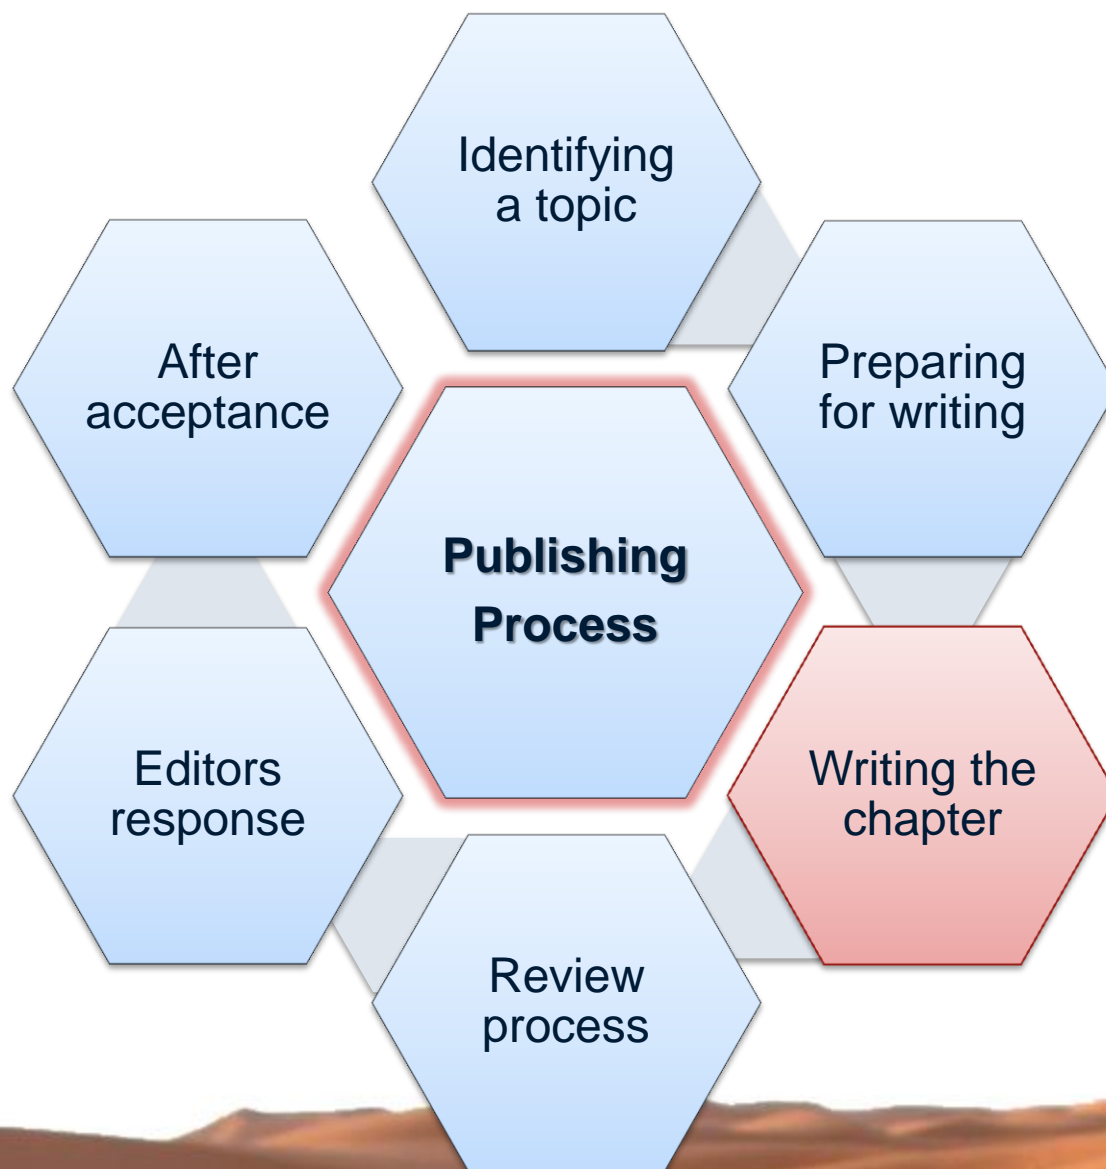 Identifying
a topic
Preparing
for writing
Writing the
chapter
Review
process
Editors
response
After
acceptance
Publishing
Process